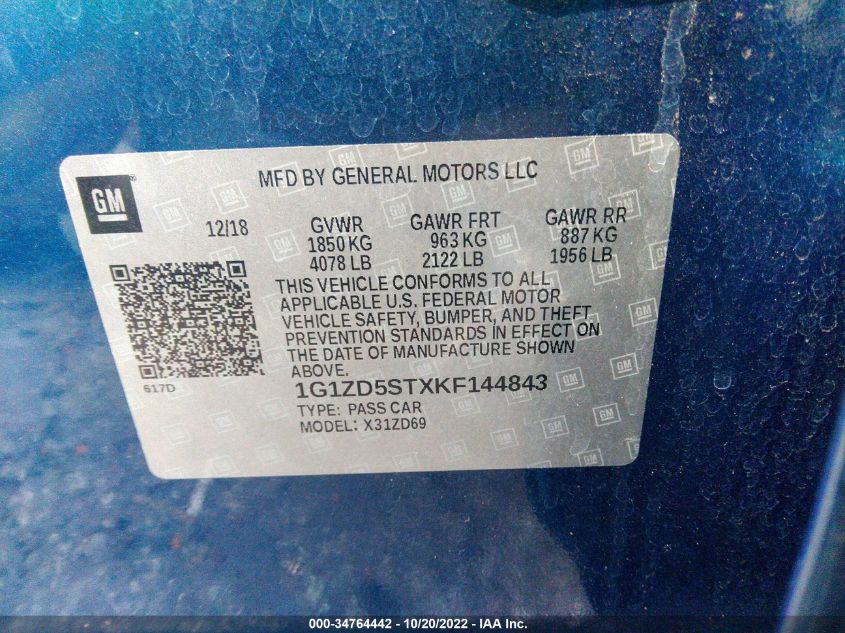 MFD BY GENERAL MOTORS LLC
GM
12/18 GVWR GAWR FRT GAWR RR
1850 KG 963 KG 887 KG
4078 LB 2122 LB 1956 LB
THIS VEHICLE CONFORMS TO ALL
APPLICABLE U.S. FEDERAL MOTOR
VEHICLE SAFETY, BUMPER, AND THEFT
PREVENTION STANDARDS IN EFFECT ON
THE DATE OF MANUFACTURE SHOWN
ABOVE.
617D
1G1ZD5STXKF144843
TYPE: PASS CAR
MODEL: X31ZD69
000-34764442 - 10/20/2022 - IAA Inc.